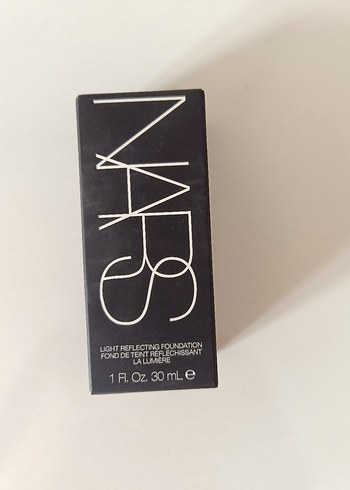 NARS
LIGHT REFLECTING FOUNDATION
FOND DE TEINT RÉFLÉCHISSANT
LA LUMIÈRE
1 Fl. Oz. 30 mL ℮